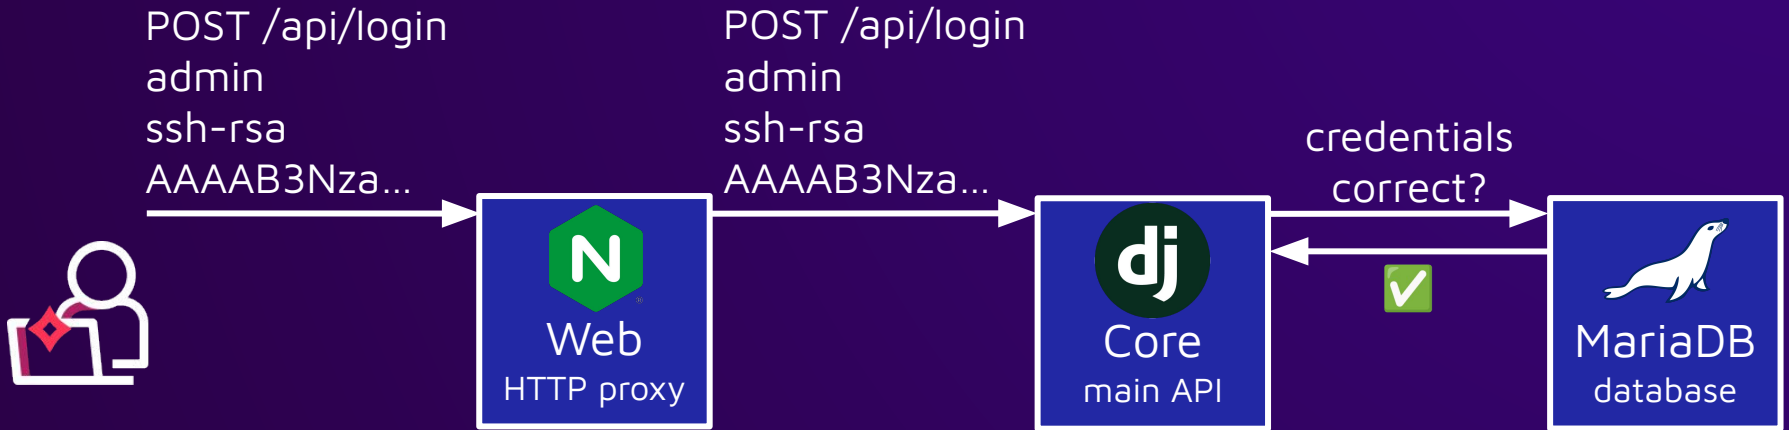 POST /api/login
admin
ssh-rsa
AAAAB3Nza...
POST /api/login
admin
ssh-rsa
AAAAB3Nza...
credentials
correct?
N
®
Web
HTTP proxy
dj
Core
main API
MariaDB
database